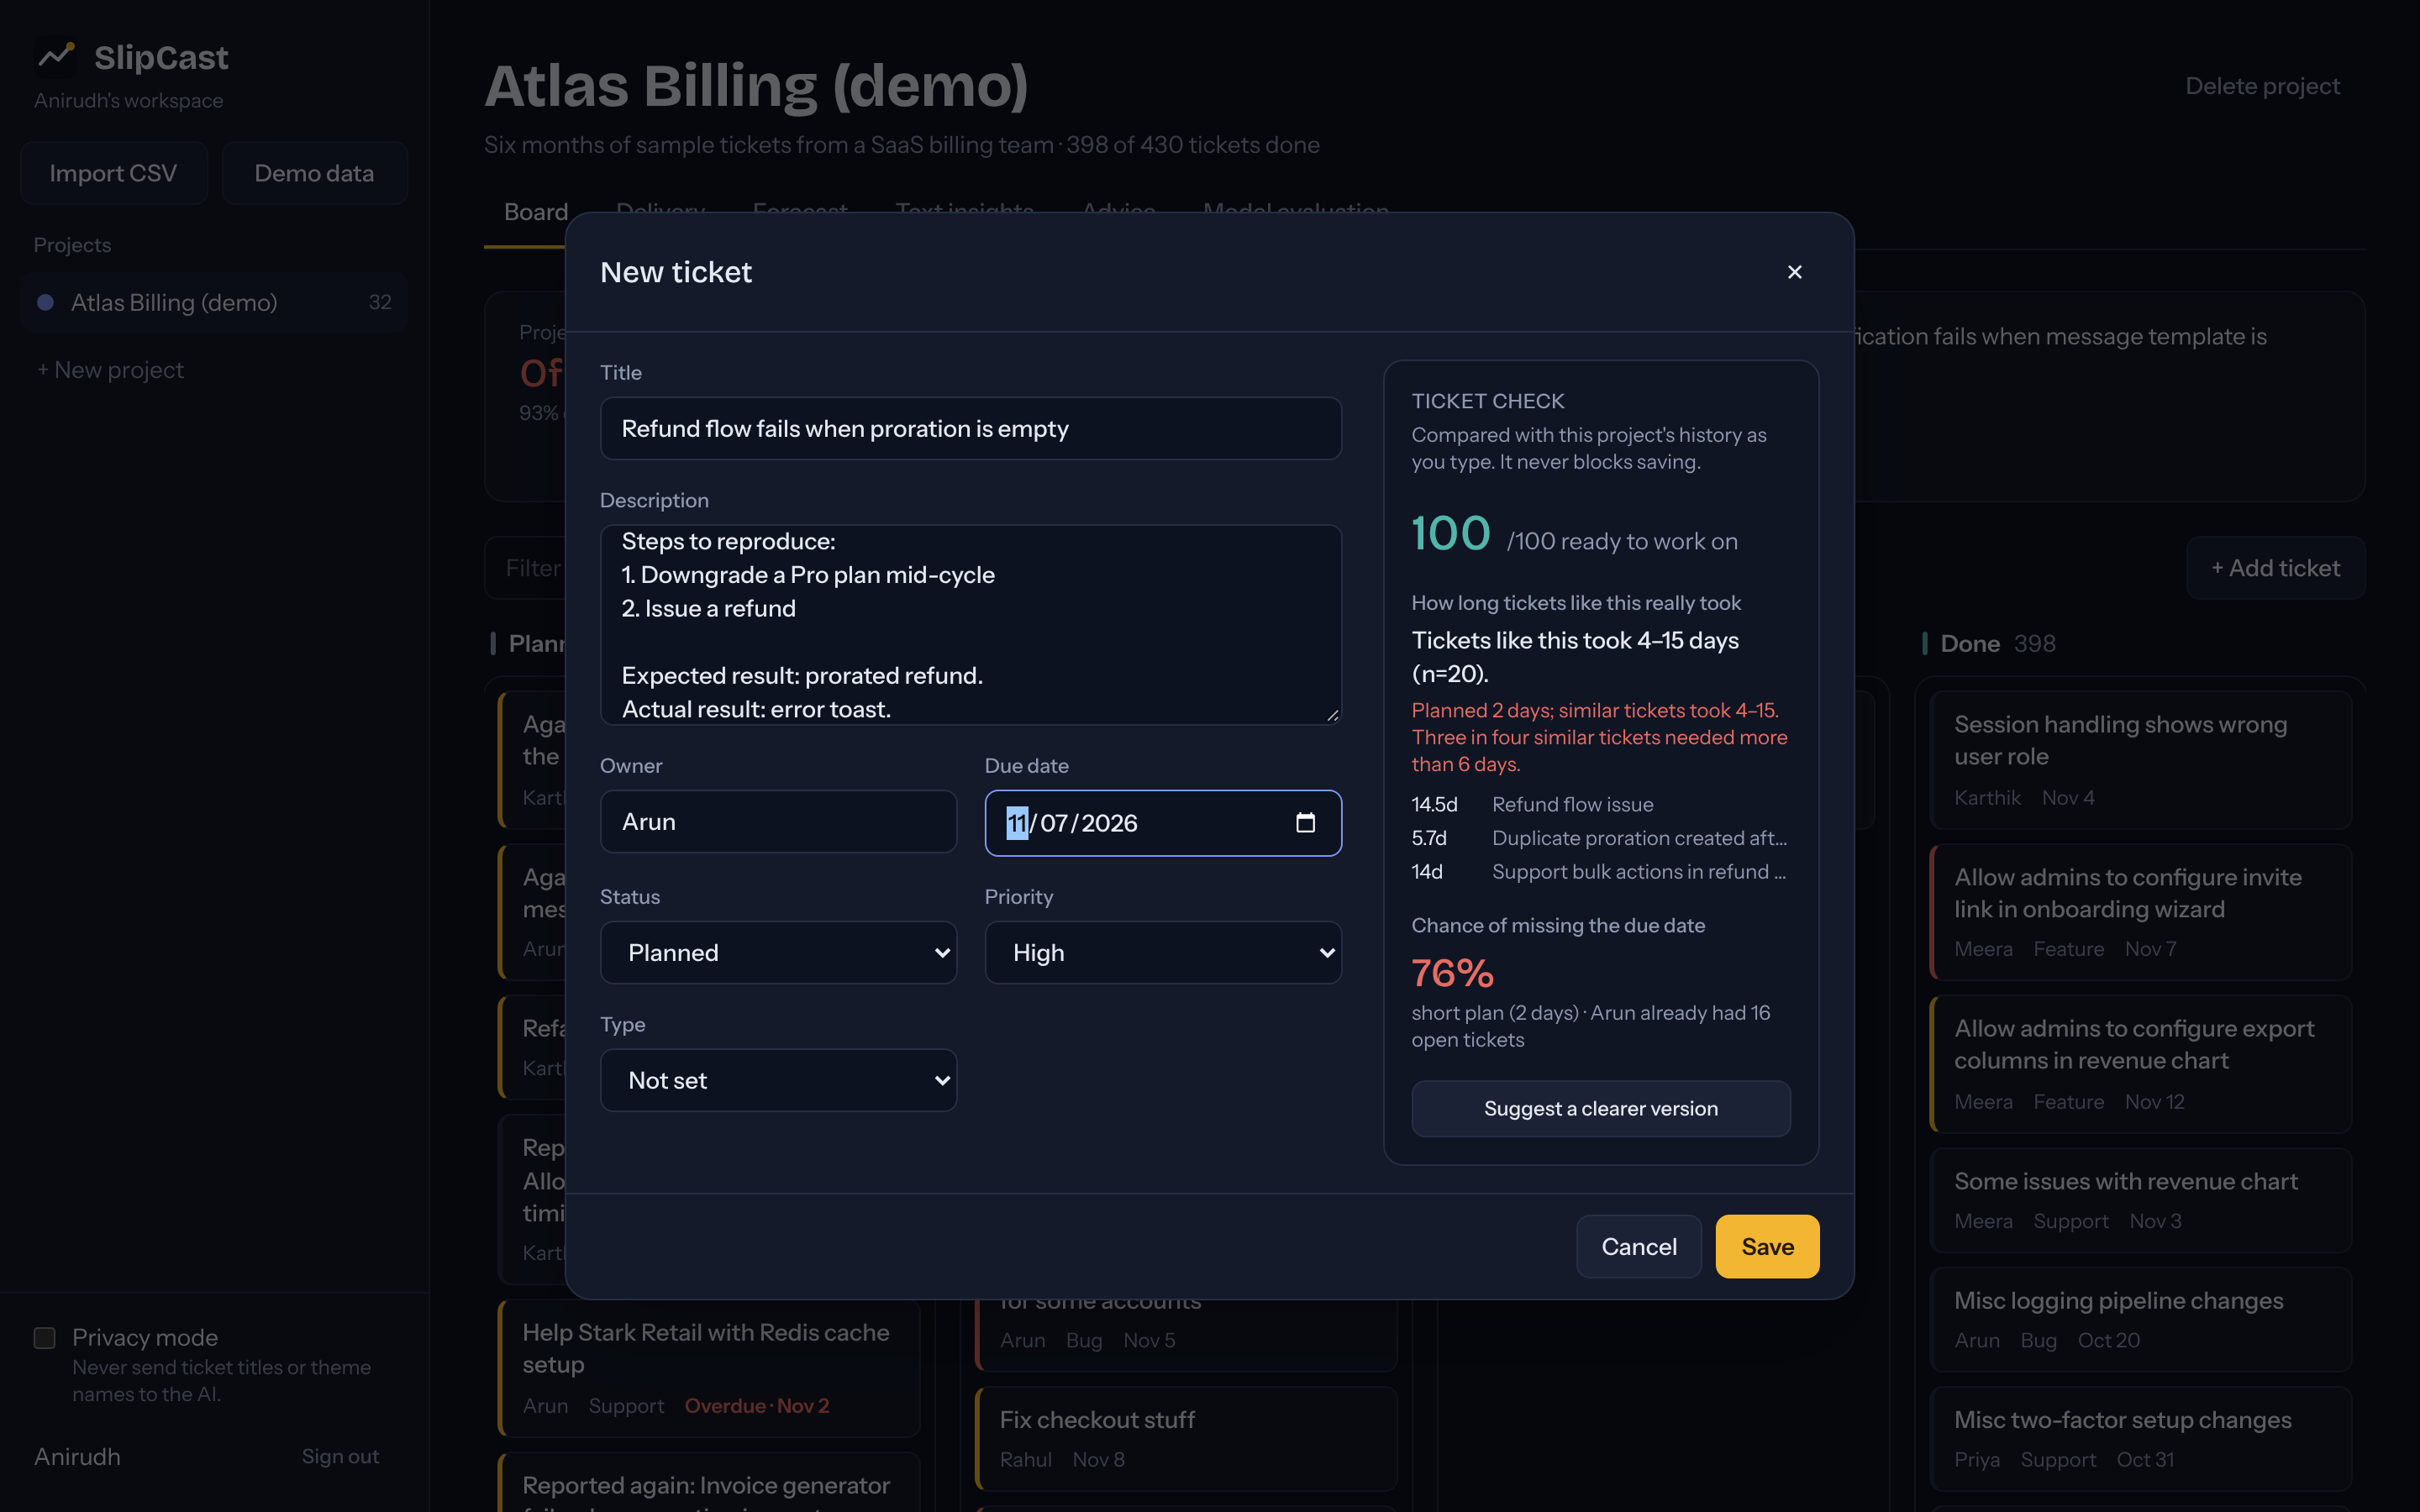 SlipCast
Anirudh's workspace
Import CSV
Demo data
Projects
Atlas Billing (demo) 32
+ New project
Privacy mode
Never send ticket titles or theme
names to the AI.
Anirudh
Sign out
Atlas Billing (demo)
Delete project
Six months of sample tickets from a SaaS billing team · 398 of 430 tickets done
Board Delivery Forecast Text insights Advice Model evaluation
93%
fails when message template is
Filter
+ Add ticket
New ticket
×
Title
Refund flow fails when proration is empty
Description
Steps to reproduce:
1. Downgrade a Pro plan mid-cycle
2. Issue a refund
Expected result: prorated refund.
Actual result: error toast.
Owner
Arun
Due date
11/07/2026
Status
Planned
Priority
High
Type
Not set
TICKET CHECK
Compared with this project's history as
you type. It never blocks saving.
100 /100 ready to work on
How long tickets like this really took
Tickets like this took 4–15 days
(n=20).
Planned 2 days; similar tickets took 4–15.
Three in four similar tickets needed more
than 6 days.
14.5d Refund flow issue
5.7d Duplicate proration created aft...
14d Support bulk actions in refund ...
Chance of missing the due date
76%
short plan (2 days) · Arun already had 16
open tickets
Suggest a clearer version
Cancel
Save
the
Help Stark Retail with Redis cache
setup
Arun Support Overdue · Nov 2
Reported again: Invoice generator
for some accounts
Arun Bug Nov 5
Fix checkout stuff
Rahul Nov 8
Done 398
Session handling shows wrong
user role
Karthik Nov 4
Allow admins to configure invite
link in onboarding wizard
Meera Feature Nov 7
Allow admins to configure export
columns in revenue chart
Meera Feature Nov 12
Some issues with revenue chart
Meera Support Nov 3
Misc logging pipeline changes
Arun Bug Oct 20
Misc two-factor setup changes
Priya Support Oct 31